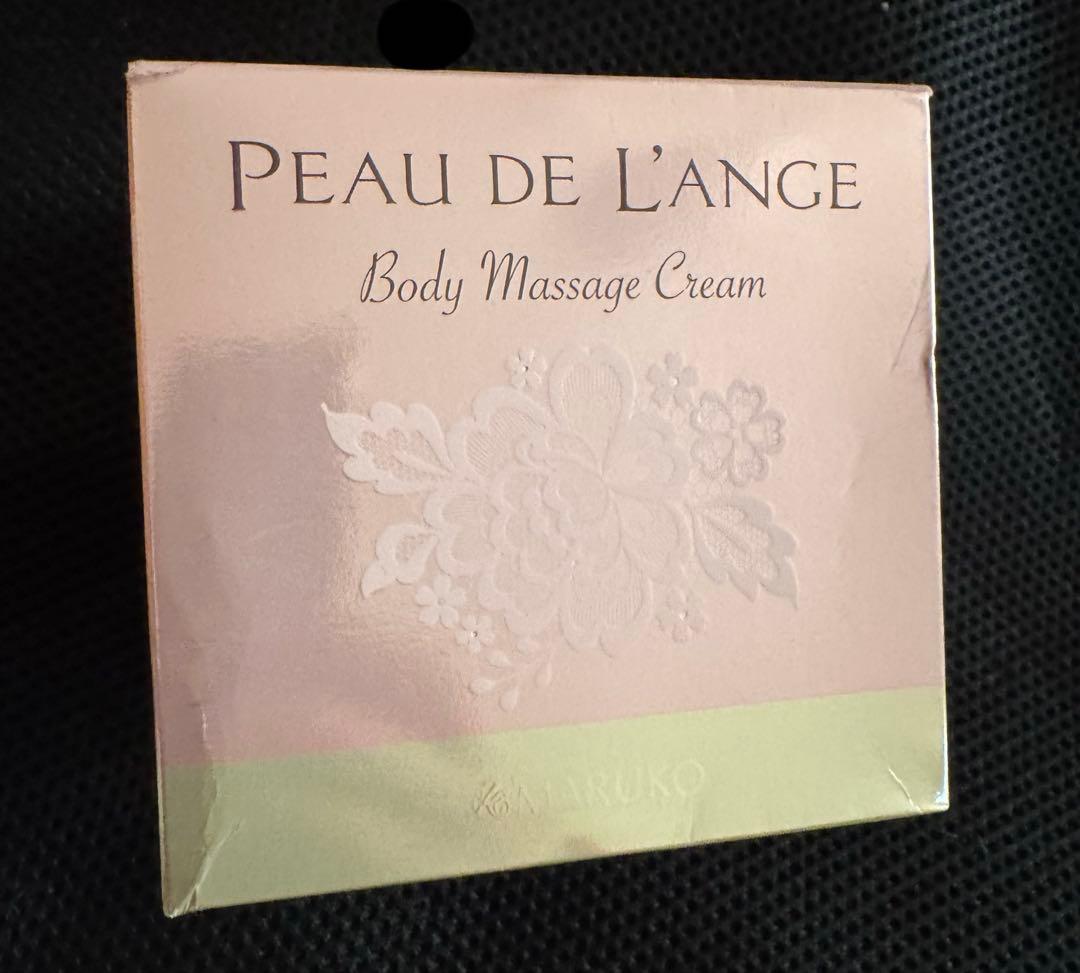 PEAU DE L'ANGE
Body Massage Cream
MARUKO